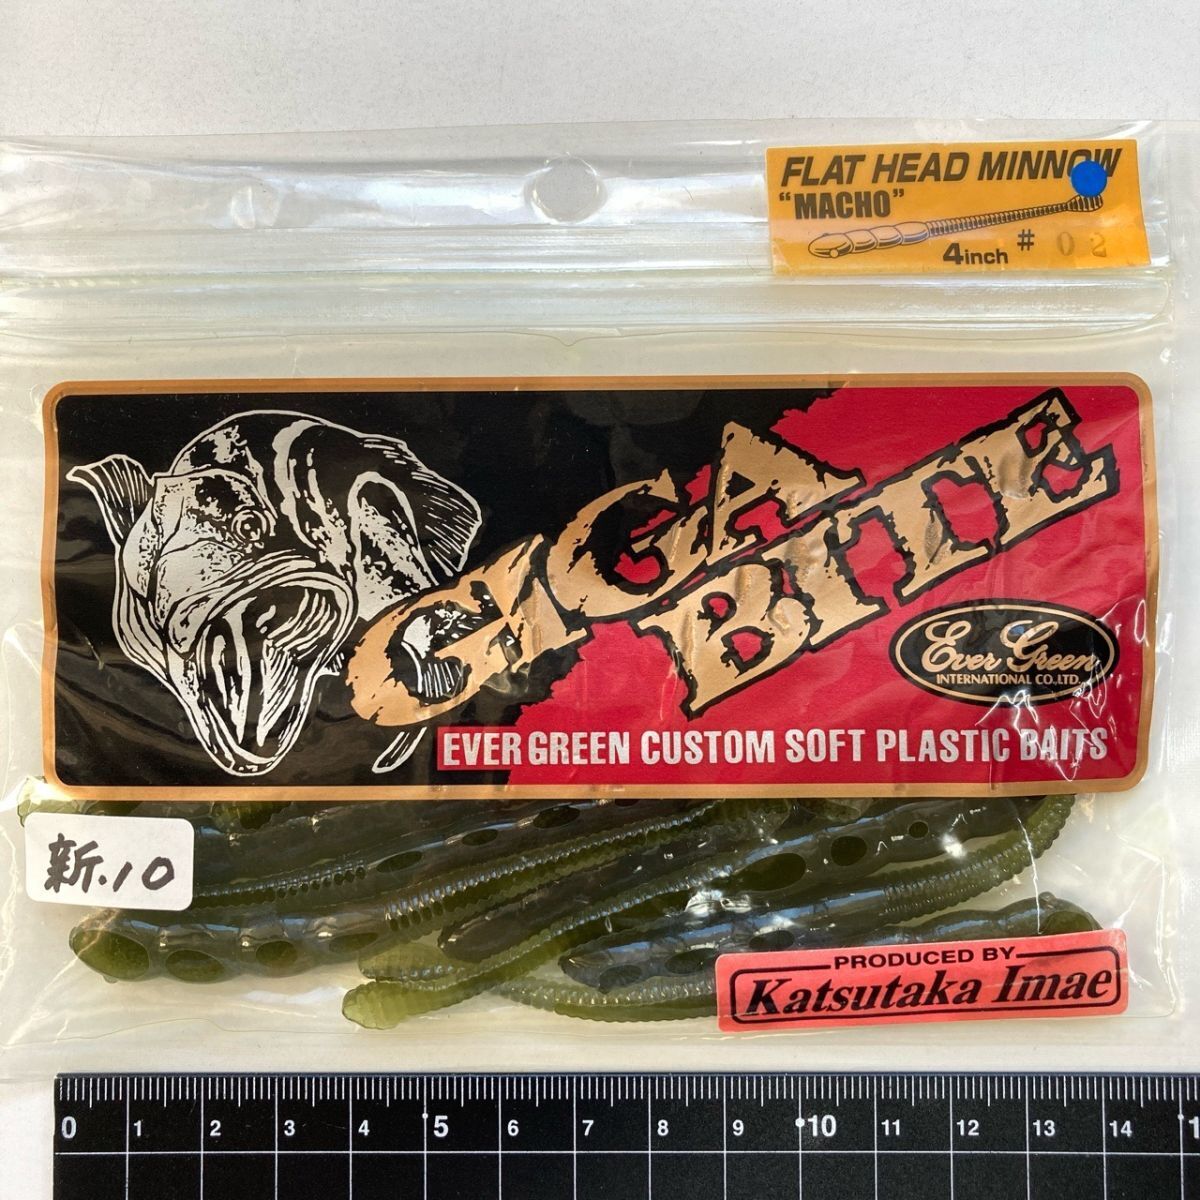 FLAT HEAD MINNOW
"MACHO"
4inch # 02
GIGA
BITE
Ever Green
INTERNATIONAL CO.,LTD.
EVER GREEN CUSTOM SOFT PLASTIC BAITS
新.10
PRODUCED BY
Katsutaka Imae
0 1 2 3 4 5 6 7 8 9 10 11 12 13 14 1